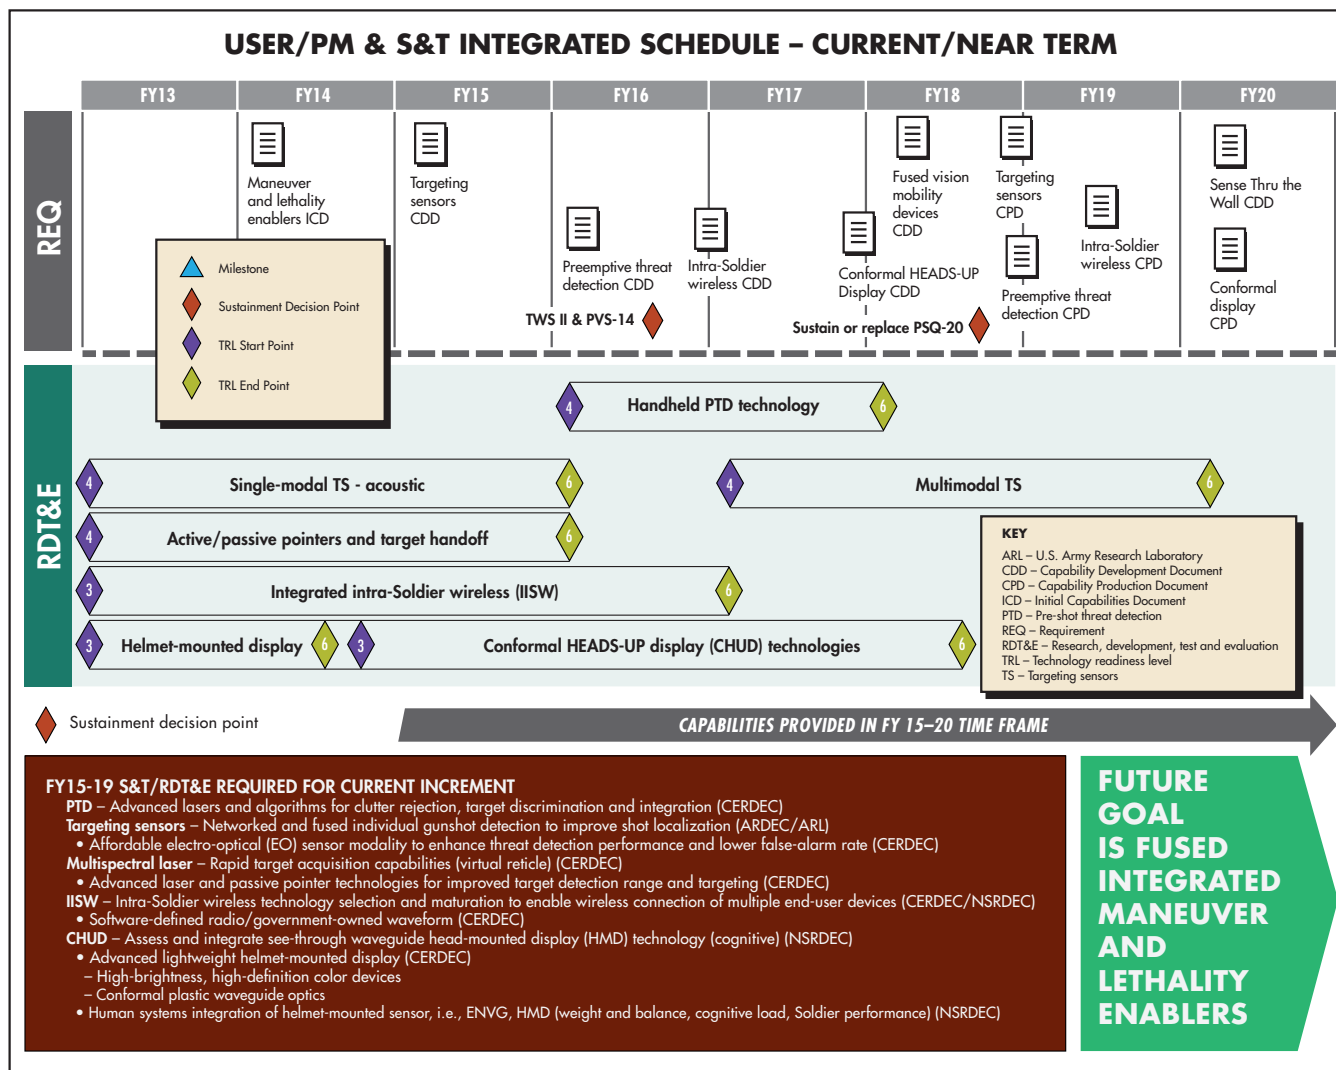 USER/PM & S&T INTEGRATED SCHEDULE – CURRENT/NEAR TERM
FY13
FY14
FY15
FY16
FY17
FY18
FY19
FY20
REQ
Maneuver
and lethality
enablers ICD
Targeting
sensors
CDD
Preemptive threat
detection CDD
Intra-Soldier
wireless CDD
Conformal HEADS-UP
Display CDD
Fused vision
mobility
devices
CDD
Targeting
sensors
CPD
Preemptive threat
detection CPD
Intra-Soldier
wireless CPD
Sense Thru the
Wall CDD
Conformal
display
CPD
TWS II & PVS-14
Sustain or replace PSQ-20
Milestone
Sustainment Decision Point
TRL Start Point
TRL End Point
RDT&E
4
Handheld PTD technology
6
4
Single-modal TS - acoustic
6
4
Multimodal TS
6
4
Active/passive pointers and target handoff
6
3
Integrated intra-Soldier wireless (IISW)
6
3
Helmet-mounted display
6
3
Conformal HEADS-UP display (CHUD) technologies
6
KEY
ARL – U.S. Army Research Laboratory
CDD – Capability Development Document
CPD – Capability Production Document
ICD – Initial Capabilities Document
PTD – Pre-shot threat detection
REQ – Requirement
RDT&E – Research, development, test and evaluation
TRL – Technology readiness level
TS – Targeting sensors
Sustainment decision point
CAPABILITIES PROVIDED IN FY 15–20 TIME FRAME
FY15-19 S&T/RDT&E REQUIRED FOR CURRENT INCREMENT
PTD – Advanced lasers and algorithms for clutter rejection, target discrimination and integration (CERDEC)
Targeting sensors – Networked and fused individual gunshot detection to improve shot localization (ARDEC/ARL)
• Affordable electro-optical (EO) sensor modality to enhance threat detection performance and lower false-alarm rate (CERDEC)
Multispectral laser – Rapid target acquisition capabilities (virtual reticle) (CERDEC)
• Advanced laser and passive pointer technologies for improved target detection range and targeting (CERDEC)
IISW – Intra-Soldier wireless technology selection and maturation to enable wireless connection of multiple end-user devices (CERDEC/NSRDEC)
• Software-defined radio/government-owned waveform (CERDEC)
CHUD – Assess and integrate see-through waveguide head-mounted display (HMD) technology (cognitive) (NSRDEC)
• Advanced lightweight helmet-mounted display (CERDEC)
– High-brightness, high-definition color devices
– Conformal plastic waveguide optics
• Human systems integration of helmet-mounted sensor, i.e., ENVG, HMD (weight and balance, cognitive load, Soldier performance) (NSRDEC)
FUTURE
GOAL
IS FUSED
INTEGRATED
MANEUVER
AND
LETHALITY
ENABLERS